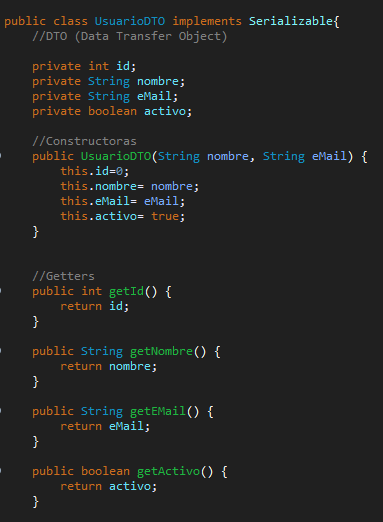 public class UsuarioDTO implements Serializable{
//DTO (Data Transfer Object)
private int id;
private String nombre;
private String eMail;
private boolean activo;
//Constructoras
public UsuarioDTO(String nombre, String eMail) {
this.id=0;
this.nombre= nombre;
this.eMail= eMail;
this.activo= true;
}
//Getters
public int getId() {
return id;
}
public String getNombre() {
return nombre;
}
public String getEMail() {
return eMail;
}
public boolean getActivo() {
return activo;
}